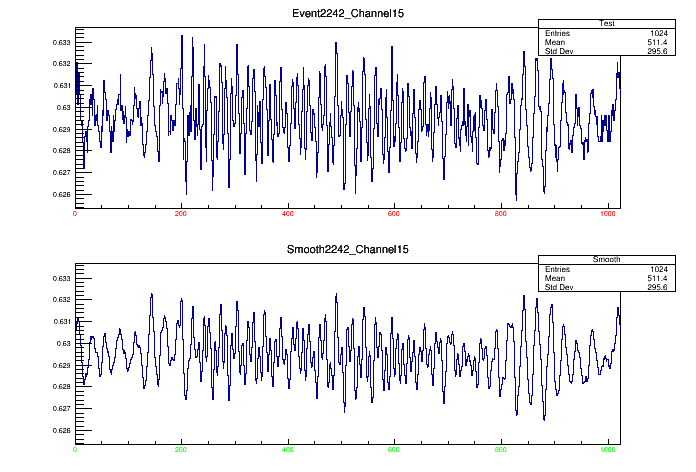 Event2242_Channel15
Test
Entries 1024
Mean 511.4
Std Dev 295.6
0.633
0.632
0.631
0.63
0.629
0.628
0.627
0.626
0 200 400 600 800 1000
Smooth2242_Channel15
Smooth
Entries 1024
Mean 511.4
Std Dev 295.6
0.633
0.632
0.631
0.63
0.629
0.628
0.627
0.626
0 200 400 600 800 1000